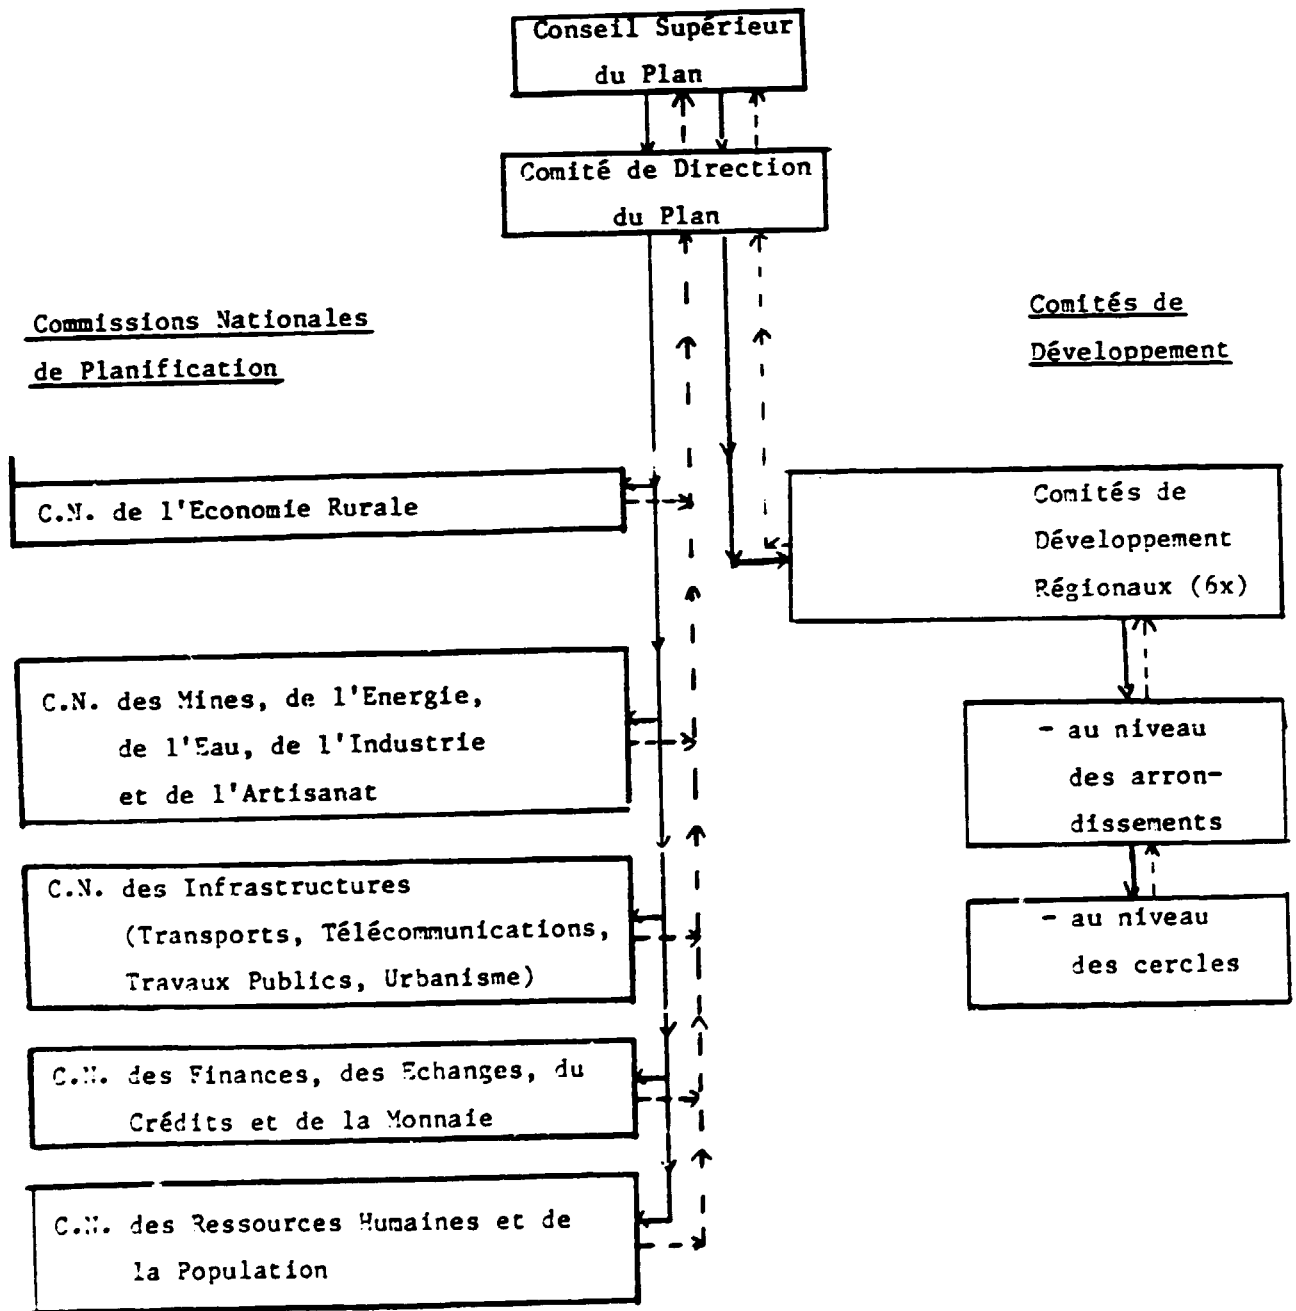 Conseil Supérieur
du Plan
Comité de Direction
du Plan
Commissions Nationales
de Planification
C.N. de l'Economie Rurale
C.N. des Mines, de l'Energie,
de l'Eau, de l'Industrie
et de l'Artisanat
C.N. des Infrastructures
(Transports, Télécommunications,
Travaux Publics, Urbanisme)
C.N. des Finances, des Echanges, du
Crédits et de la Monnaie
C.N. des Ressources Humaines et de
la Population
Comités de
Développement
Comités de
Développement
Régionaux (6x)
- au niveau
des arron-
dissements
- au niveau
des cercles